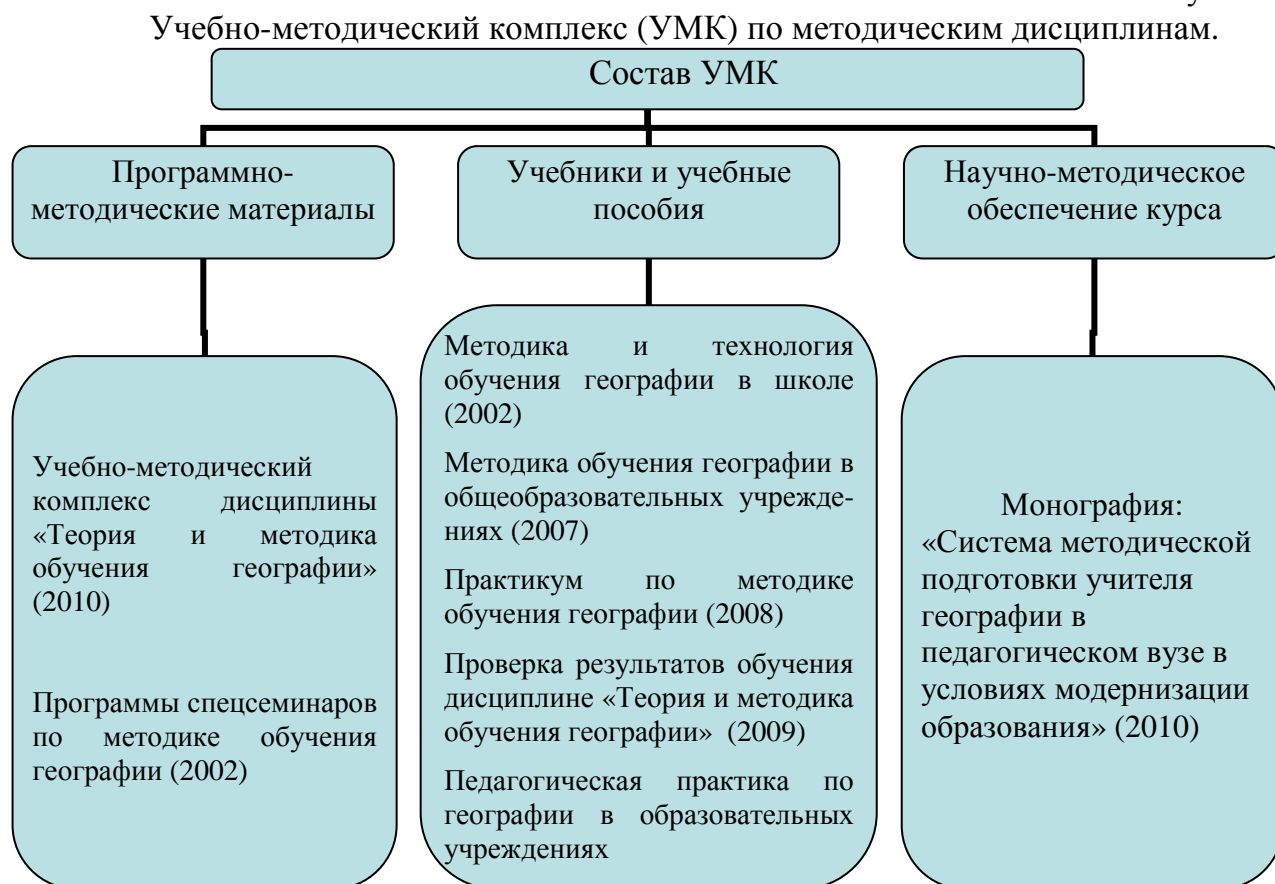 Учебно-методический комплекс (УМК) по методическим дисциплинам.
Состав УМК
Программно-
методические материалы
Учебники и учебные
пособия
Научно-методическое
обеспечение курса
Учебно-методический
комплекс дисциплины
«Теория и методика
обучения географии»
(2010)
Программы спецсеминаров
по методике обучения
географии (2002)
Методика и технология
обучения географии в школе
(2002)
Методика обучения географии в
общеобразовательных учрежде-
ниях (2007)
Практикум по методике
обучения географии (2008)
Проверка результатов обучения
дисциплине «Теория и методика
обучения географии» (2009)
Педагогическая практика по
географии в образовательных
учреждениях
Монография:
«Система методической
подготовки учителя
географии в
педагогическом вузе в
условиях модернизации
образования» (2010)